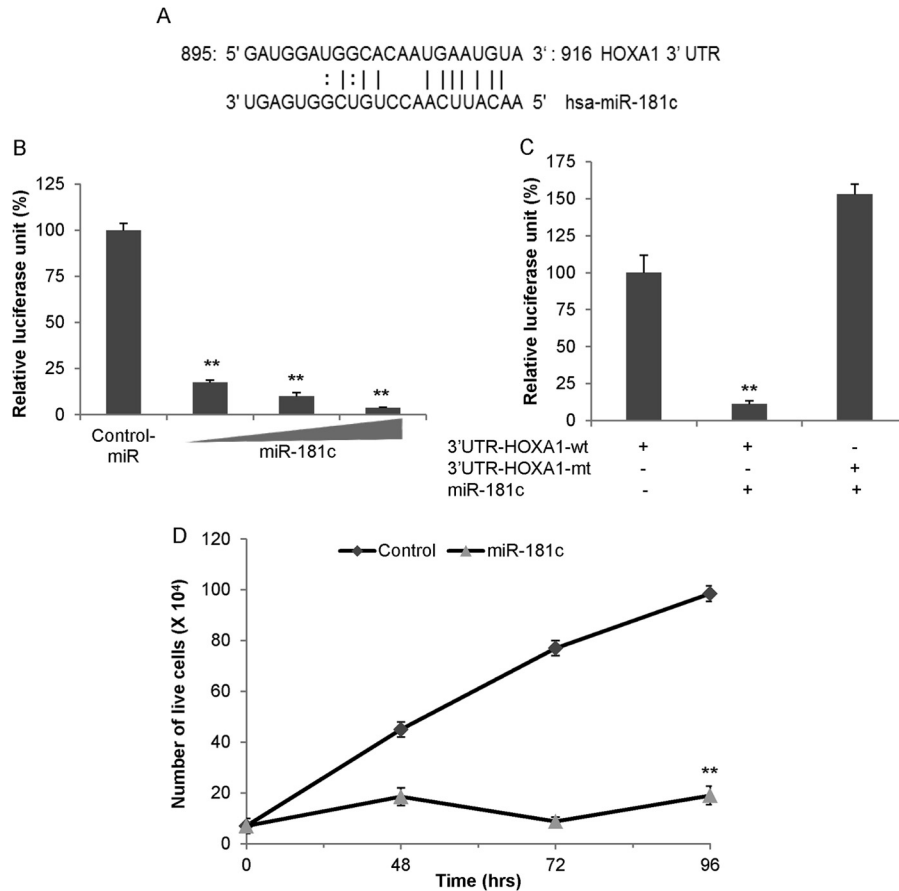 A
895: 5' GAUGGAUGGCACAAUGAAUGUA 3' : 916 HOXA1 3' UTR
: |:| | | | | | | | |
3' UGAGUGGCUGUCCAACUUACAA 5' hsa-miR-181c
B
Relative luciferase unit (%)
125
100
75
50
25
0
** ** **
Control-miR
miR-181c
C
Relative luciferase unit (%)
175
150
125
100
75
50
25
0
**
3'UTR-HOXA1-wt + + -
3'UTR-HOXA1-mt - - +
miR-181c - + +
D
Control miR-181c
Number of live cells (X 10⁴)
120
100
80
60
40
20
0
**
0 48 72 96
Time (hrs)